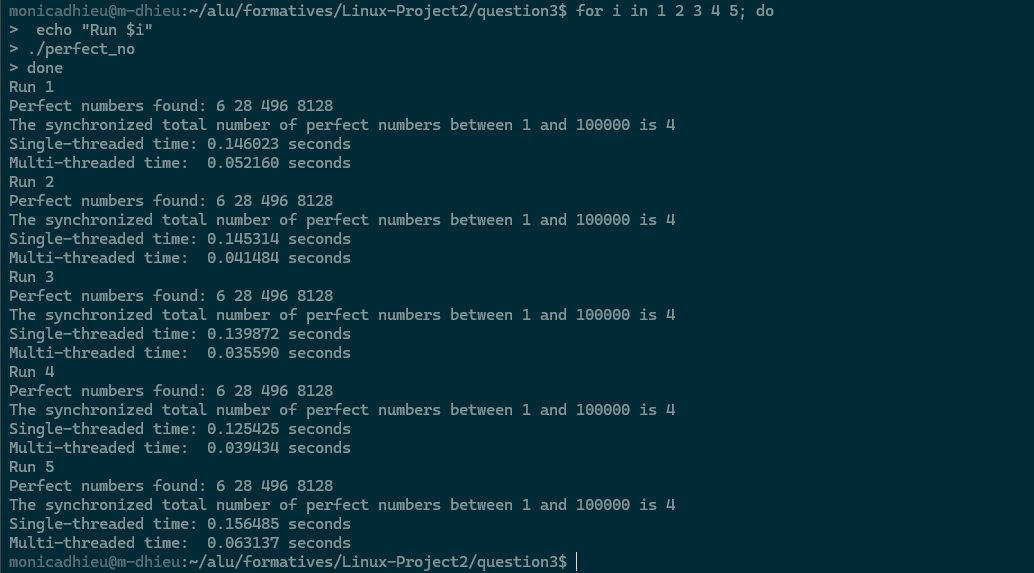 monicadhieu@m-dhieu:~/alu/formatives/Linux-Project2/question3$ for i in 1 2 3 4 5; do
>  echo "Run $i"
> ./perfect_no
> done
Run 1
Perfect numbers found: 6 28 496 8128
The synchronized total number of perfect numbers between 1 and 100000 is 4
Single-threaded time: 0.146023 seconds
Multi-threaded time:  0.052160 seconds
Run 2
Perfect numbers found: 6 28 496 8128
The synchronized total number of perfect numbers between 1 and 100000 is 4
Single-threaded time: 0.145314 seconds
Multi-threaded time:  0.041484 seconds
Run 3
Perfect numbers found: 6 28 496 8128
The synchronized total number of perfect numbers between 1 and 100000 is 4
Single-threaded time: 0.139872 seconds
Multi-threaded time:  0.035590 seconds
Run 4
Perfect numbers found: 6 28 496 8128
The synchronized total number of perfect numbers between 1 and 100000 is 4
Single-threaded time: 0.125425 seconds
Multi-threaded time:  0.039434 seconds
Run 5
Perfect numbers found: 6 28 496 8128
The synchronized total number of perfect numbers between 1 and 100000 is 4
Single-threaded time: 0.156485 seconds
Multi-threaded time:  0.063137 seconds
monicadhieu@m-dhieu:~/alu/formatives/Linux-Project2/question3$